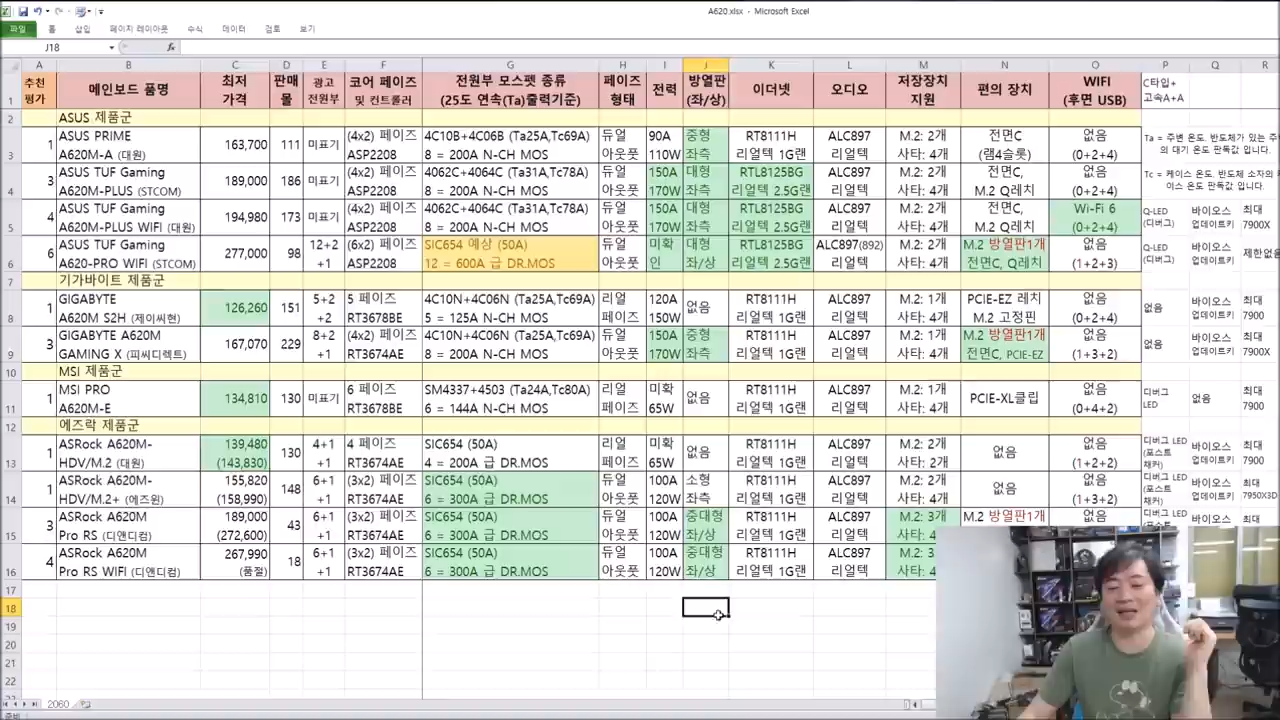 A620.xlsx - Microsoft Excel
파일 홈 삽입 페이지 레이아웃 수식 데이터 검토 보기
J18 fx
A B C D E F G H I J K L M N O P Q R
1 추천 평가 메인보드 품명 최저 가격 판매 몰 광고 전원부 코어 페이즈 및 컨트롤러 전원부 모스펫 종류 (25도 연속(Ta)출력기준) 페이즈 형태 전력 방열판 (좌/상) 이더넷 오디오 저장장치 지원 편의 장치 WIFI (후면 USB) C타입+ 고속A+A
2 ASUS 제품군
ASUS PRIME 163,700 111 미표기 (4x2) 페이즈 4C10B+4C06B (Ta25A,Tc69A) 듀얼 90A 중형 RT8111H ALC897 M.2: 2개 전면C 없음 Ta = 주변 온도. 반도체가 있는 주
3 1 A620M-A (대원) ASP2208 8 = 200A N-CH MOS 아웃풋 110W 좌측 리얼텍 1G랜 리얼텍 사타: 4개 (램4슬롯) (0+2+4) 의 대기 온도 판독값 입니다.
ASUS TUF Gaming 189,000 186 미표기 (4x2) 페이즈 4062C+4064C (Ta31A,Tc78A) 듀얼 150A 대형 RTL8125BG ALC897 M.2: 2개 전면C, 없음 Tc = 케이스 온도. 반도체 소자의
4 3 A620M-PLUS (STCOM) ASP2208 8 = 200A N-CH MOS 아웃풋 170W 좌측 리얼텍 2.5G랜 리얼텍 사타: 4개 M.2 Q레치 (0+2+4) 이스 온도 판독값 입니다.
ASUS TUF Gaming 194,980 173 미표기 (4x2) 페이즈 4062C+4064C (Ta31A,Tc78A) 듀얼 150A 대형 RTL8125BG ALC897 M.2: 2개 전면C, Wi-Fi 6 Q-LED 바이오스 최대
5 4 A620M-PLUS WIFI (대원) ASP2208 8 = 200A N-CH MOS 아웃풋 170W 좌측 리얼텍 2.5G랜 리얼텍 사타: 4개 M.2 Q레치 (0+2+4) (디버그) 업데이트키 7900X
ASUS TUF Gaming 277,000 98 12+2 (6x2) 페이즈 SIC654 예상 (50A) 듀얼 미확 대형 RTL8125BG ALC897(892) M.2: 2개 M.2 방열판1개 없음 Q-LED 바이오스 제한없음
6 6 A620-PRO WIFI (STCOM) +1 ASP2208 12 = 600A 급 DR.MOS 아웃풋 인 좌/상 리얼텍 2.5G랜 리얼텍 사타: 4개 전면C, Q레치 (1+2+3) (디버그) 업데이트키
7 기가바이트 제품군
GIGABYTE 126,260 151 5+2 5 페이즈 4C10N+4C06N (Ta25A,Tc69A) 리얼 120A 없음 RT8111H ALC897 M.2: 1개 PCIE-EZ 레치 없음 없음 바이오스 최대
8 1 A620M S2H (제이씨현) +2 RT3678BE 5 = 125A N-CH MOS 페이즈 150W 리얼텍 1G랜 리얼텍 사타: 4개 M.2 고정핀 (0+2+4) 업데이트키 7900
GIGABYTE A620M 167,070 229 8+2 (4x2) 페이즈 4C10N+4C06N (Ta25A,Tc69A) 듀얼 150A 중형 RT8111H ALC897 M.2: 1개 M.2 방열판1개 없음 없음 바이오스 최대
9 3 GAMING X (피씨디렉트) +1 RT3674AE 8 = 200A N-CH MOS 아웃풋 170W 좌측 리얼텍 1G랜 리얼텍 사타: 4개 전면C, PCIE-EZ (1+3+2) 업데이트키 7900X
10 MSI 제품군
MSI PRO 134,810 130 미표기 6 페이즈 SM4337+4503 (Ta24A,Tc80A) 리얼 미확 없음 RT8111H ALC897 M.2: 1개 PCIE-XL클립 없음 디버그 없음 최대
11 1 A620M-E RT3678BE 6 = 144A N-CH MOS 페이즈 65W 리얼텍 1G랜 리얼텍 사타: 4개 (0+4+2) LED 7900
12 에즈락 제품군
ASRock A620M- 139,480 130 4+1 4 페이즈 SIC654 (50A) 리얼 미확 없음 RT8111H ALC897 M.2: 2개 없음 없음 디버그 LED 바이오스 최대
13 1 HDV/M.2 (대원) (143,830) +1 RT3674AE 4 = 200A 급 DR.MOS 페이즈 65W 리얼텍 1G랜 리얼텍 사타: 2개 (1+2+2) (포스트 채커) 업데이트키 7900
ASRock A620M- 155,820 148 6+1 (3x2) 페이즈 SIC654 (50A) 듀얼 100A 소형 RT8111H ALC897 M.2: 2개 없음 없음 디버그 LED 바이오스 최대
14 1 HDV/M.2+ (에즈윈) (158,990) +1 RT3674AE 6 = 300A 급 DR.MOS 아웃풋 120W 좌측 리얼텍 1G랜 리얼텍 사타: 4개 (1+3+2) (포스트 채커) 업데이트키 7950X3D
ASRock A620M 189,000 43 6+1 (3x2) 페이즈 SIC654 (50A) 듀얼 100A 중대형 RT8111H ALC897 M.2: 3개 M.2 방열판1개 없음 디버그 LED 바이오스 최대
15 3 Pro RS (디앤디컴) (272,600) +1 RT3674AE 6 = 300A 급 DR.MOS 아웃풋 120W 좌/상 리얼텍 1G랜 리얼텍 사타: 4
ASRock A620M 267,990 18 6+1 (3x2) 페이즈 SIC654 (50A) 듀얼 100A 중대형 RT8111H ALC897 M.2: 3
16 4 Pro RS WIFI (디앤디컴) (품절) +1 RT3674AE 6 = 300A 급 DR.MOS 아웃풋 120W 좌/상 리얼텍 1G랜 리얼텍 사타: 4
17
18
19
20
21
22
2060
준비